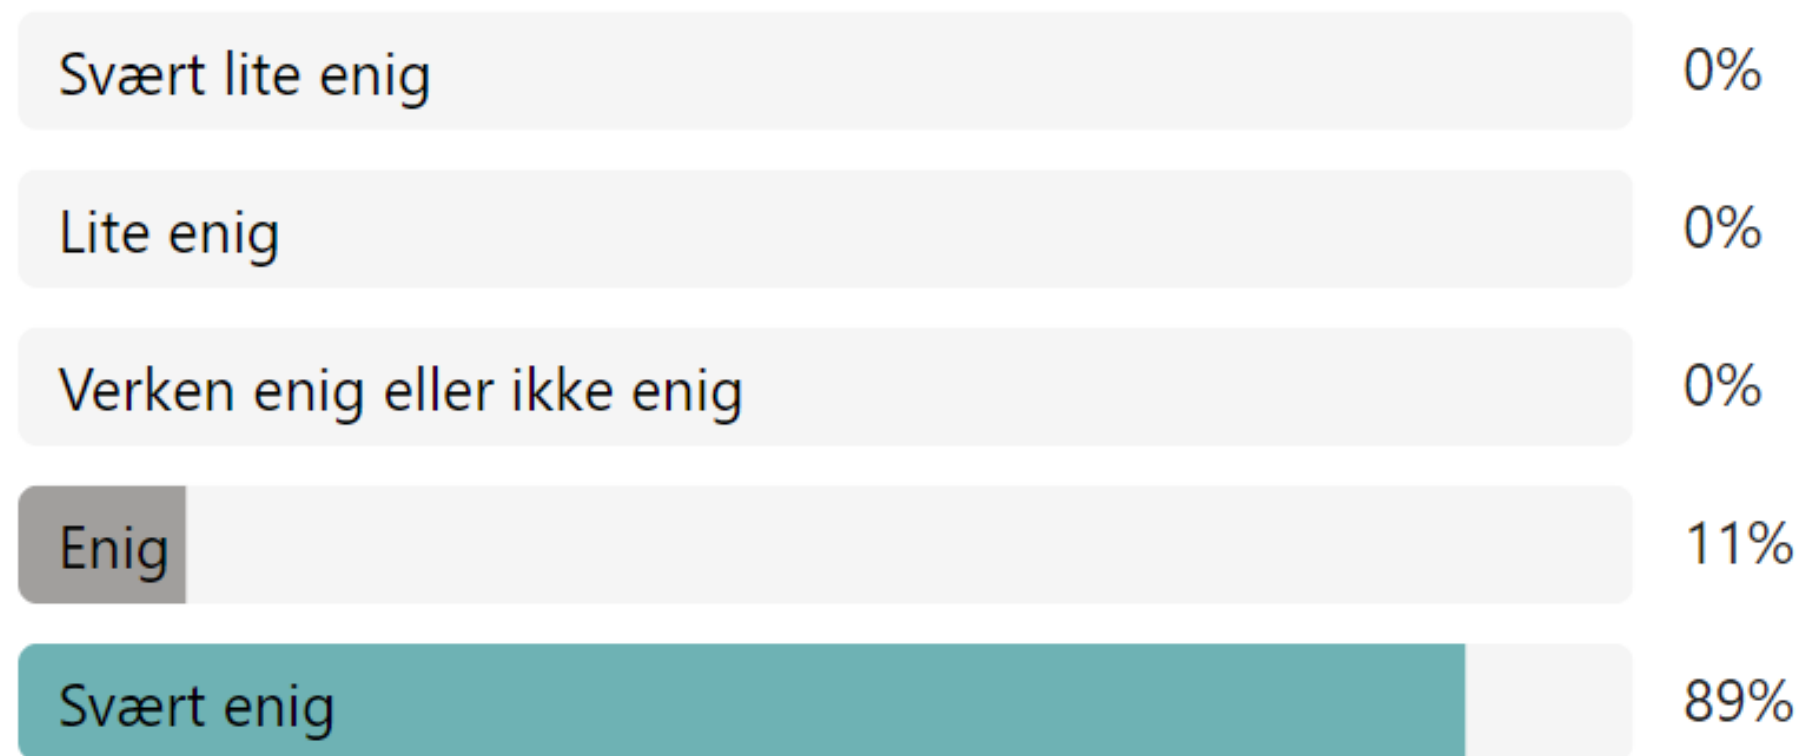 Svært lite enig 0%
Lite enig 0%
Verken enig eller ikke enig 0%
Enig 11%
Svært enig 89%